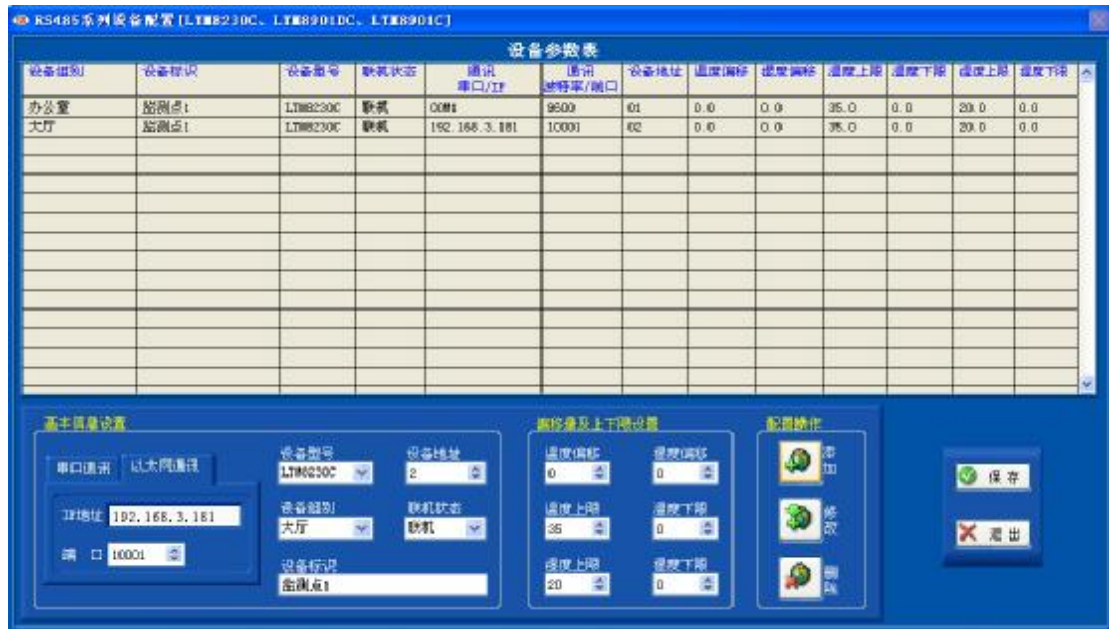 RS485系列设备配置[LTM8230C、LTM8901DC、LTM8901C]
设备参数表
设备组别 设备标识 设备型号 联机状态 通讯串口/IP 通讯波特率/端口 设备地址 温度偏移 湿度偏移 温度上限 温度下限 湿度上限 湿度下限
办公室 监测点1 LTM8230C 联机 COM1 9600 01 0.0 0.0 35.0 0.0 20.0 0.0
大厅 监测点1 LTM8230C 联机 192.168.3.181 10001 02 0.0 0.0 35.0 0.0 20.0 0.0
基本信息设置
串口通讯 以太网通讯
IP地址 192.168.3.181
端 口 10001
设备型号 设备地址
LTM8230C 2
设备组别 联机状态
大厅 联机
设备标识
监测点1
偏移量及上下限设置
温度偏移 湿度偏移
0 0
温度上限 温度下限
35 0
湿度上限 湿度下限
20 0
配置操作
添加
修改
删除
保存
退出